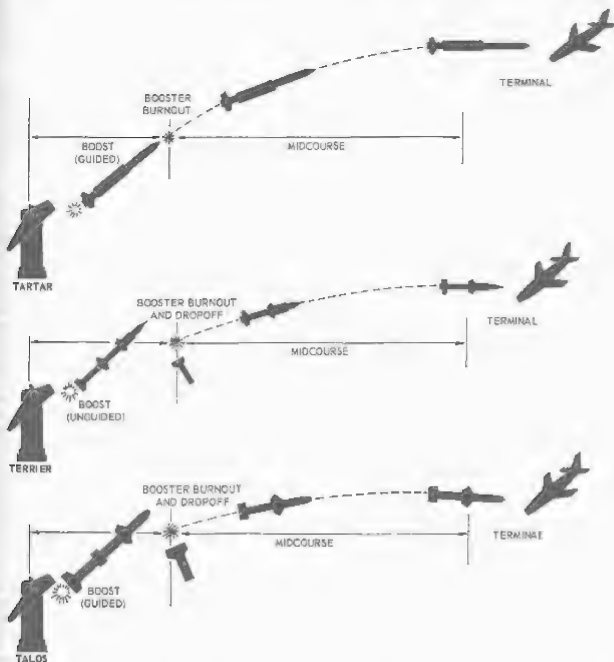 BOOSTER
BURNOUT
TERMINAL
BOOST
(GUIDED)
MIDCOURSE
TARTAR
BOOSTER BURNOUT
AND DROPOFF
TERMINAL
MIDCOURSE
BOOST
(UNGUIDED)
TERRIER
BOOSTER BURNOUT
AND DROPOFF
TERMINAL
MIDCOURSE
BOOST
(GUIDED)
TALOS